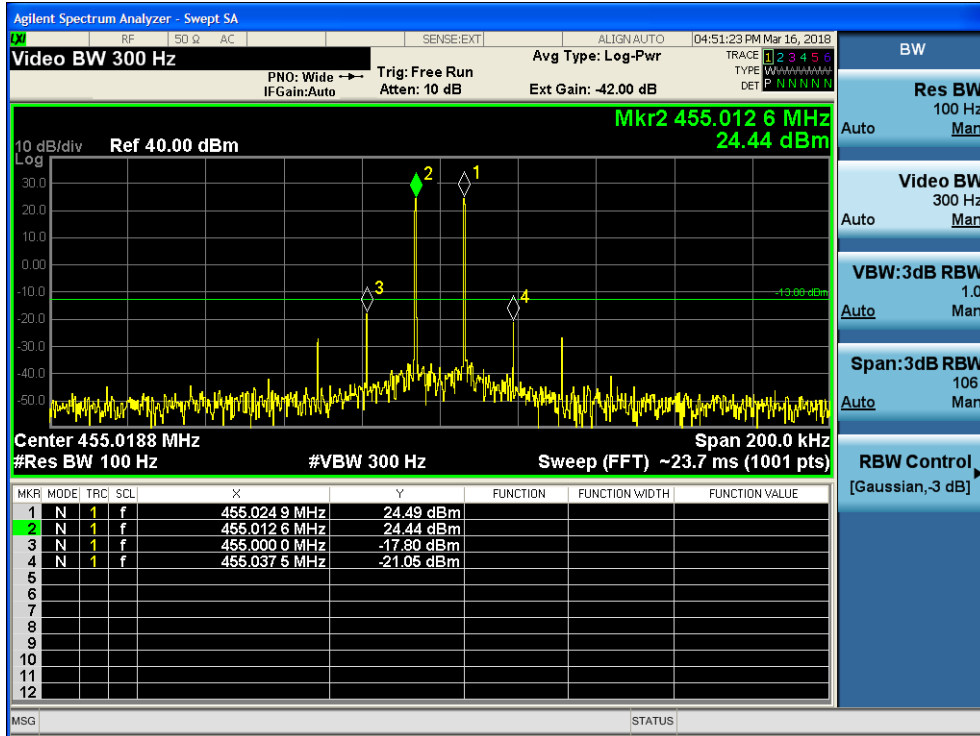 Agilent Spectrum Analyzer - Swept SA
LXI RF 50 Ω AC SENSE:EXT ALIGN AUTO 04:51:23 PM Mar 16, 2018
Video BW 300 Hz
PNO: Wide
IFGain:Auto
Trig: Free Run
Atten: 10 dB
Avg Type: Log-Pwr
Ext Gain: -42.00 dB
TRACE 1 2 3 4 5 6
TYPE W
DET P N N N N N
Mkr2 455.012 6 MHz
24.44 dBm
10 dB/div Ref 40.00 dBm
Log
30.0
20.0
10.0
0.00
-10.0
-20.0
-30.0
-40.0
-50.0
2
1
3
4
-13.00 dBm
Center 455.0188 MHz Span 200.0 kHz
#Res BW 100 Hz #VBW 300 Hz Sweep (FFT) ~23.7 ms (1001 pts)
MKR MODE TRC SCL X Y FUNCTION FUNCTION WIDTH FUNCTION VALUE
1 N 1 f 455.024 9 MHz 24.49 dBm
2 N 1 f 455.012 6 MHz 24.44 dBm
3 N 1 f 455.000 0 MHz -17.80 dBm
4 N 1 f 455.037 5 MHz -21.05 dBm
5
6
7
8
9
10
11
12
MSG STATUS
BW
Res BW
100 Hz
Auto Man
Video BW
300 Hz
Auto Man
VBW:3dB RBW
1.0
Auto Man
Span:3dB RBW
106
Auto Man
RBW Control
[Gaussian,-3 dB]